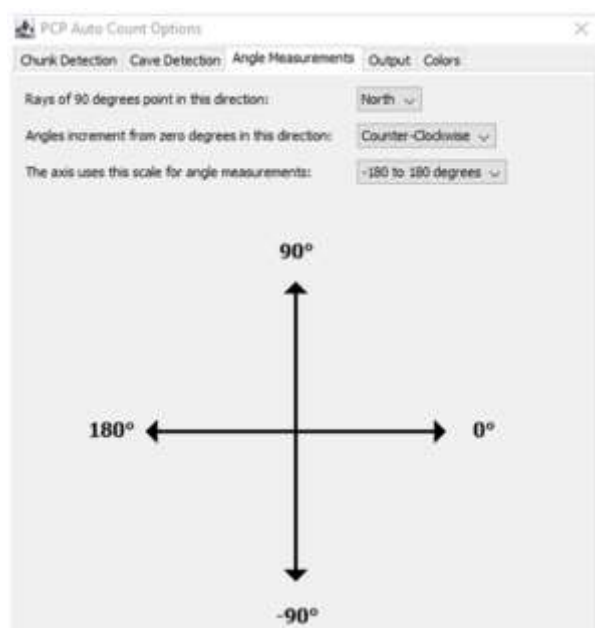 PCP Auto Count Options
Chunk Detection Cave Detection Angle Measurements Output Colors
Rays of 90 degrees point in this direction: North
Angles increment from zero degrees in this direction: Counter-Clockwise
The axis uses this scale for angle measurements: -180 to 180 degrees
90°
180° 0°
-90°